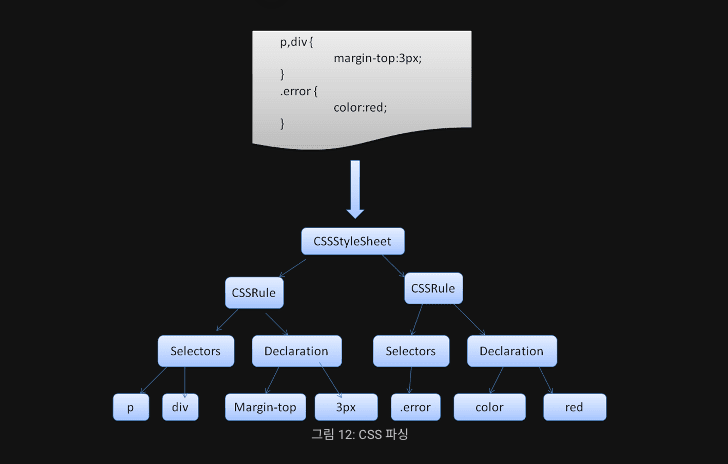 p,div {
margin-top:3px;
}
.error {
color:red;
}
CSSStyleSheet
CSSRule
CSSRule
Selectors
Declaration
Selectors
Declaration
p
div
Margin-top
3px
.error
color
red
그림 12: CSS 파싱